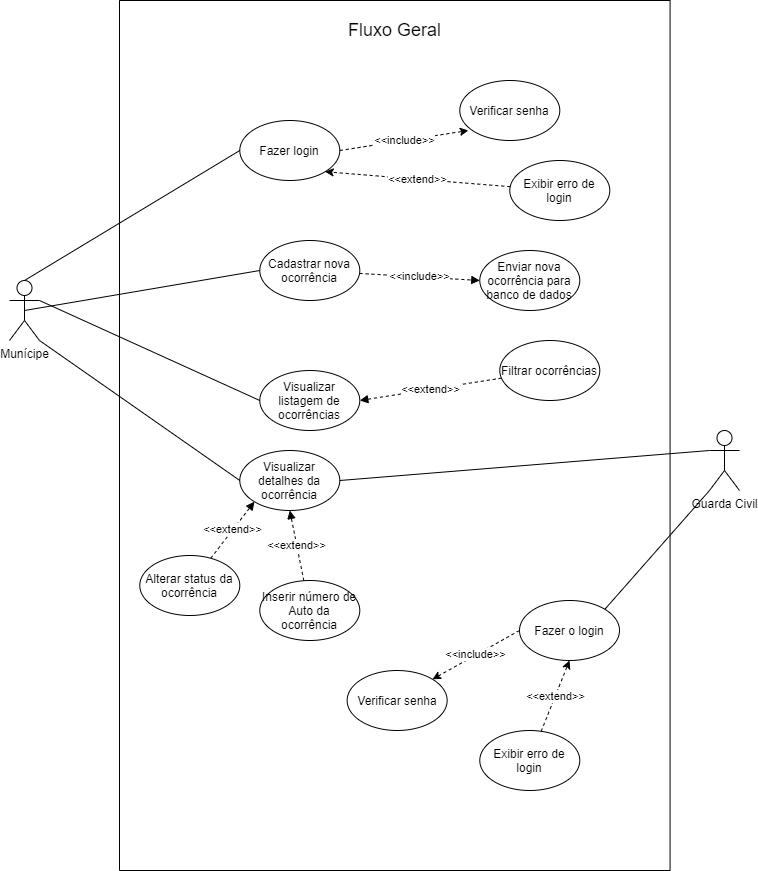 Fluxo Geral
Verificar senha
<<include>>
Fazer login
<<extend>>
Exibir erro de
login
Cadastrar nova
ocorrência
<<include>>
Enviar nova
ocorrência para
banco de dados
Munícipe
Visualizar
listagem de
ocorrências
<<extend>>
Filtrar ocorrências
Visualizar
detalhes da
ocorrência
Guarda Civil
<<extend>>
<<extend>>
Alterar status da
ocorrência
Inserir número de
Auto da
ocorrência
Fazer o login
<<include>>
Verificar senha
<<extend>>
Exibir erro de
login